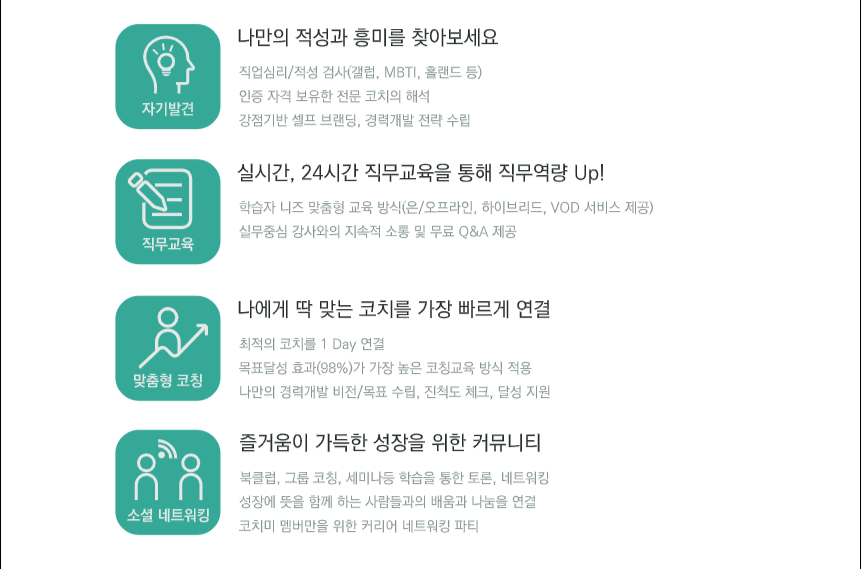 나만의 적성과 흥미를 찾아보세요
직업심리/적성 검사(갤럽, MBTI, 홀랜드 등)
인증 자격 보유한 전문 코치의 해석
강점기반 셀프 브랜딩, 경력개발 전략 수립
자기발견
실시간, 24시간 직무교육을 통해 직무역량 Up!
학습자 니즈 맞춤형 교육 방식(온/오프라인, 하이브리드, VOD 서비스 제공)
실무중심 강사와의 지속적 소통 및 무료 Q&A 제공
직무교육
나에게 딱 맞는 코치를 가장 빠르게 연결
최적의 코치를 1 Day 연결
목표달성 효과(98%)가 가장 높은 코칭교육 방식 적용
나만의 경력개발 비전/목표 수립, 진척도 체크, 달성 지원
맞춤형 코칭
즐거움이 가득한 성장을 위한 커뮤니티
북클럽, 그룹 코칭, 세미나등 학습을 통한 토론, 네트워킹
성장에 뜻을 함께 하는 사람들과의 배움과 나눔을 연결
코치미 멤버만을 위한 커리어 네트워킹 파티
소셜 네트워킹